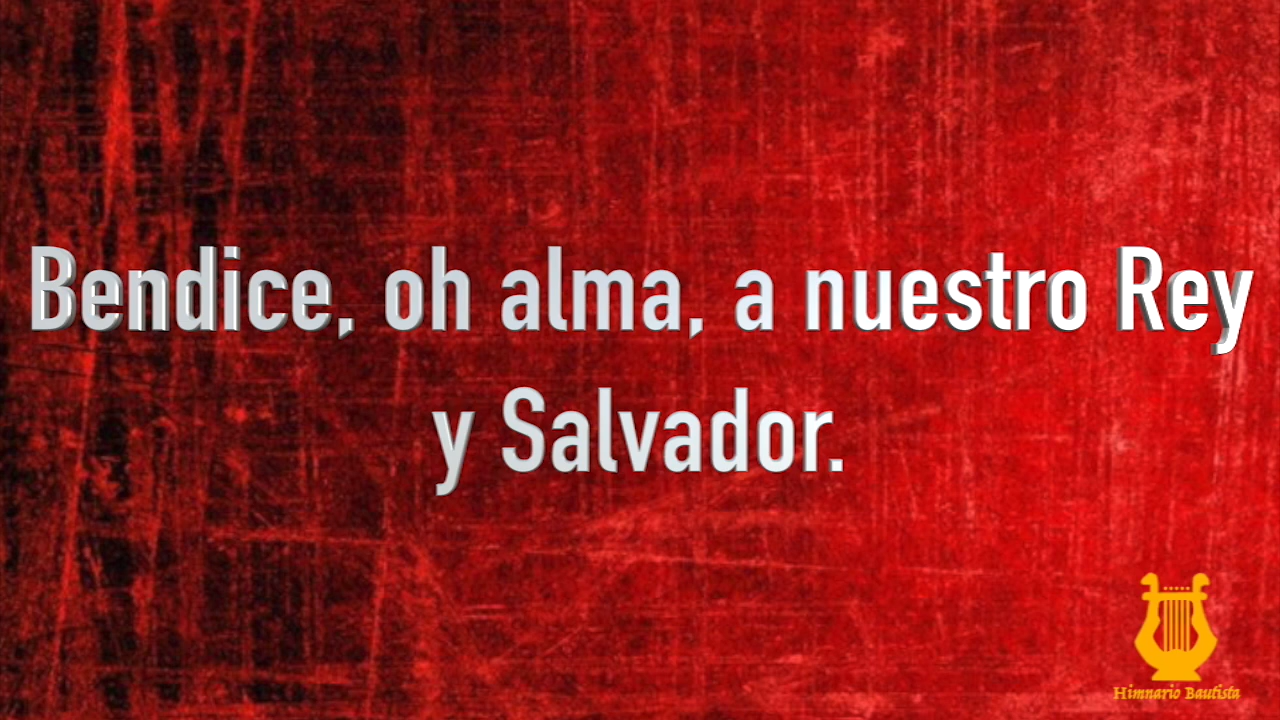 Bendice, oh alma, a nuestro Rey
y Salvador.
Himnario Bautista